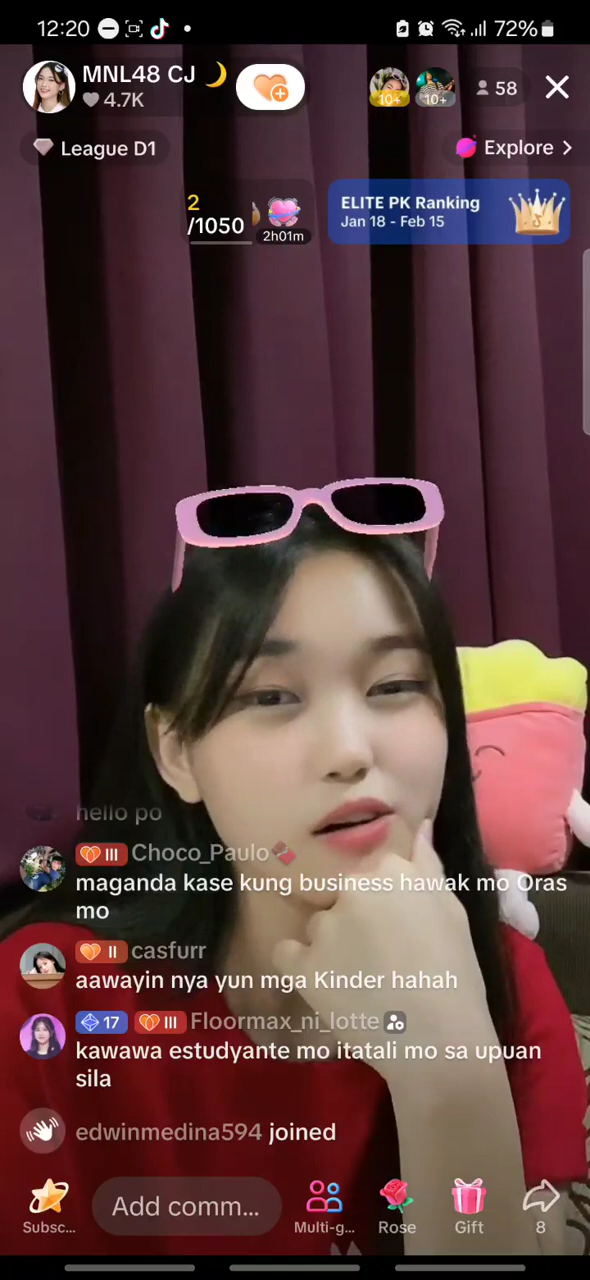 12:20
72%
MNL48 CJ
4.7K
10+
10+
58
League D1
Explore
2
/1050
2h01m
ELITE PK Ranking
Jan 18 - Feb 15
hello po
III Choco_Paulo
maganda kase kung business hawak mo Oras
mo
II casfurr
aawayin nya yun mga Kinder hahah
17 III Floormax_ni_lotte
kawawa estudyante mo itatali mo sa upuan
sila
edwinmedina594 joined
Subsc...
Add comm...
Multi-g...
Rose
Gift
8